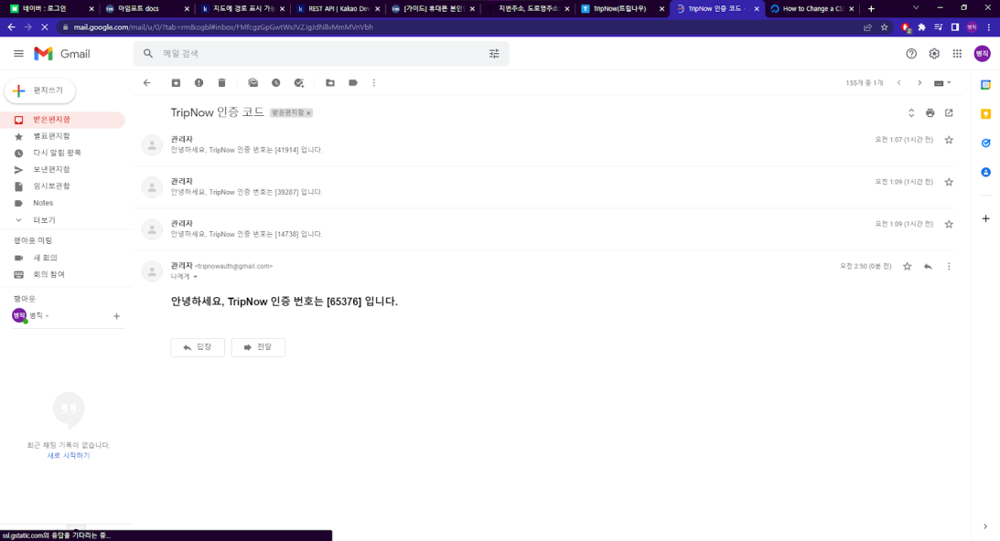 네이버 : 로그인
아임포트 docs
지도에 경로 표시 가능
REST API | Kakao Dev
[가이드] 휴대폰 본인인
지번주소, 도로명주소
TripNow(트립나우)
TripNow 인증 코드 -
How to Change a CS
mail.google.com/mail/u/0/?tab=rm&ogbl#inbox/
Gmail
메일 검색
병직
편지쓰기
155개 중 1개
받은편지함
TripNow 인증 코드 받은편지함 x
별표편지함
다시 알림 항목
보낸편지함
임시보관함
Notes
더보기
관리자
오전 1:07 (1시간 전)
안녕하세요, TripNow 인증 번호는 [41914] 입니다.
관리자
오전 1:09 (1시간 전)
안녕하세요, TripNow 인증 번호는 [39287] 입니다.
관리자
오전 1:09 (1시간 전)
안녕하세요, TripNow 인증 번호는 [14738] 입니다.
행아웃 미팅
새 회의
회의 참여
관리자 <tripnowauth@gmail.com>
오전 2:50 (0분 전)
나에게
행아웃
병직 병직
안녕하세요, TripNow 인증 번호는 [65376] 입니다.
답장
전달
최근 채팅 기록이 없습니다.
새로 시작하기
ssl.gstatic.com의 응답을 기다리는 중...